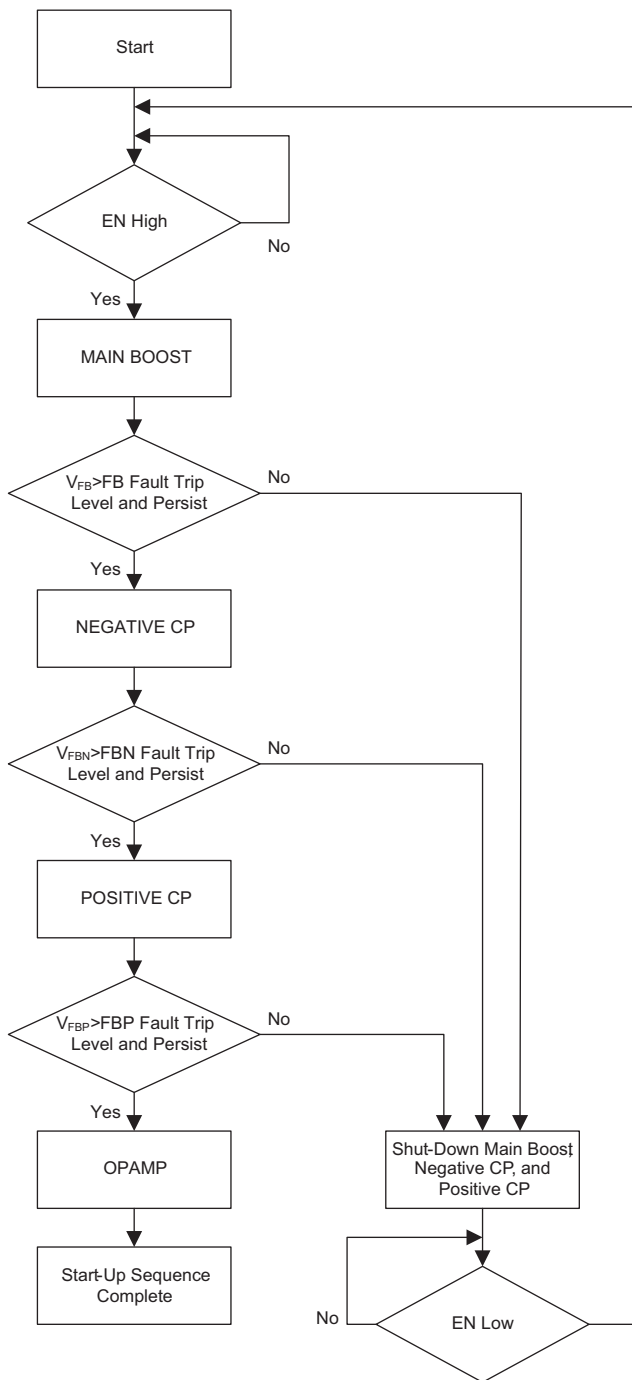 Start
EN High
No
Yes
MAIN BOOST
VFB>FB Fault Trip
Level and Persist
No
Yes
NEGATIVE CP
VFBN>FBN Fault Trip
Level and Persist
No
Yes
POSITIVE CP
VFBP>FBP Fault Trip
Level and Persist
No
Yes
OPAMP
Shut-Down Main Boost,
Negative CP, and
Positive CP
Start-Up Sequence
Complete
No
EN Low